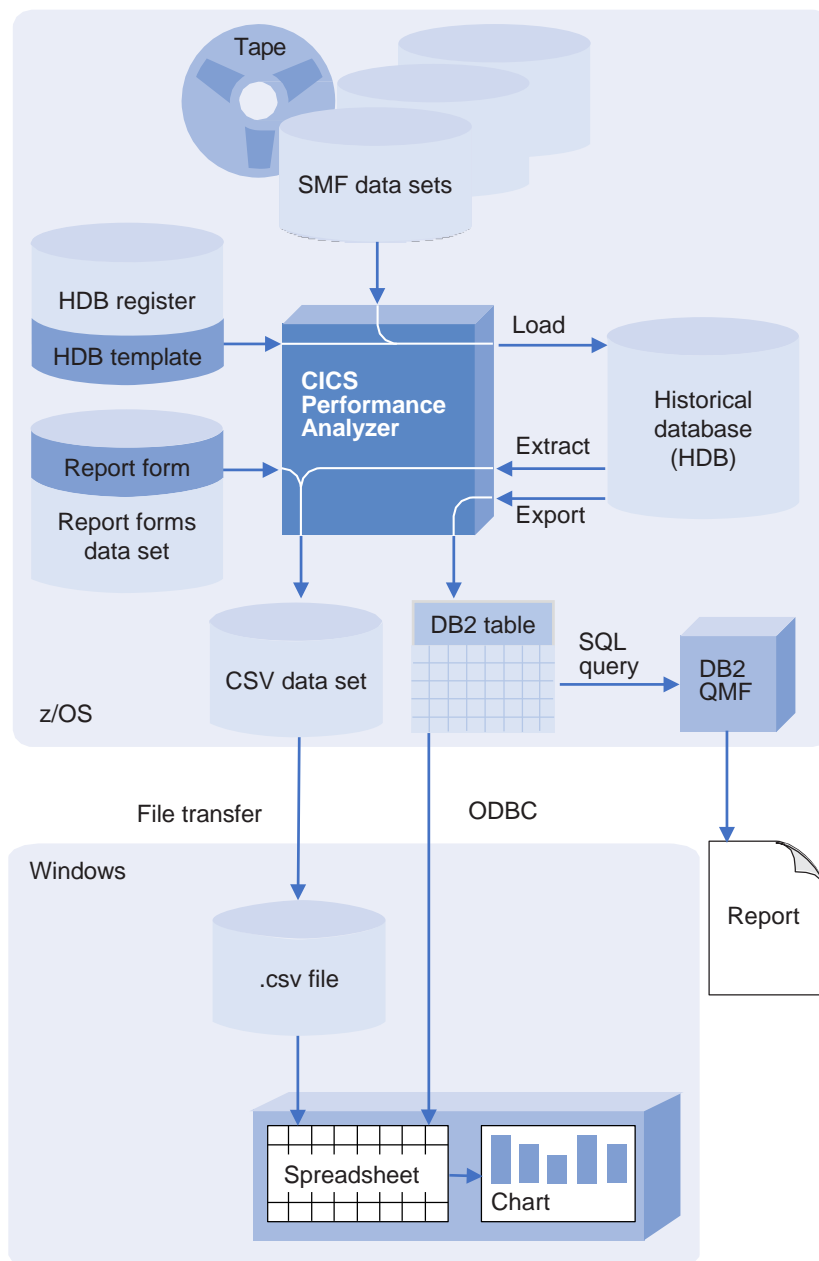 Tape
SMF data sets
HDB register
HDB template
CICS
Performance
Analyzer
Load
Historical
database
(HDB)
Report form
Report forms
data set
Extract
Export
CSV data set
DB2 table
SQL
query
DB2
QMF
z/OS
File transfer
ODBC
Windows
Report
.csv file
Spreadsheet
Chart